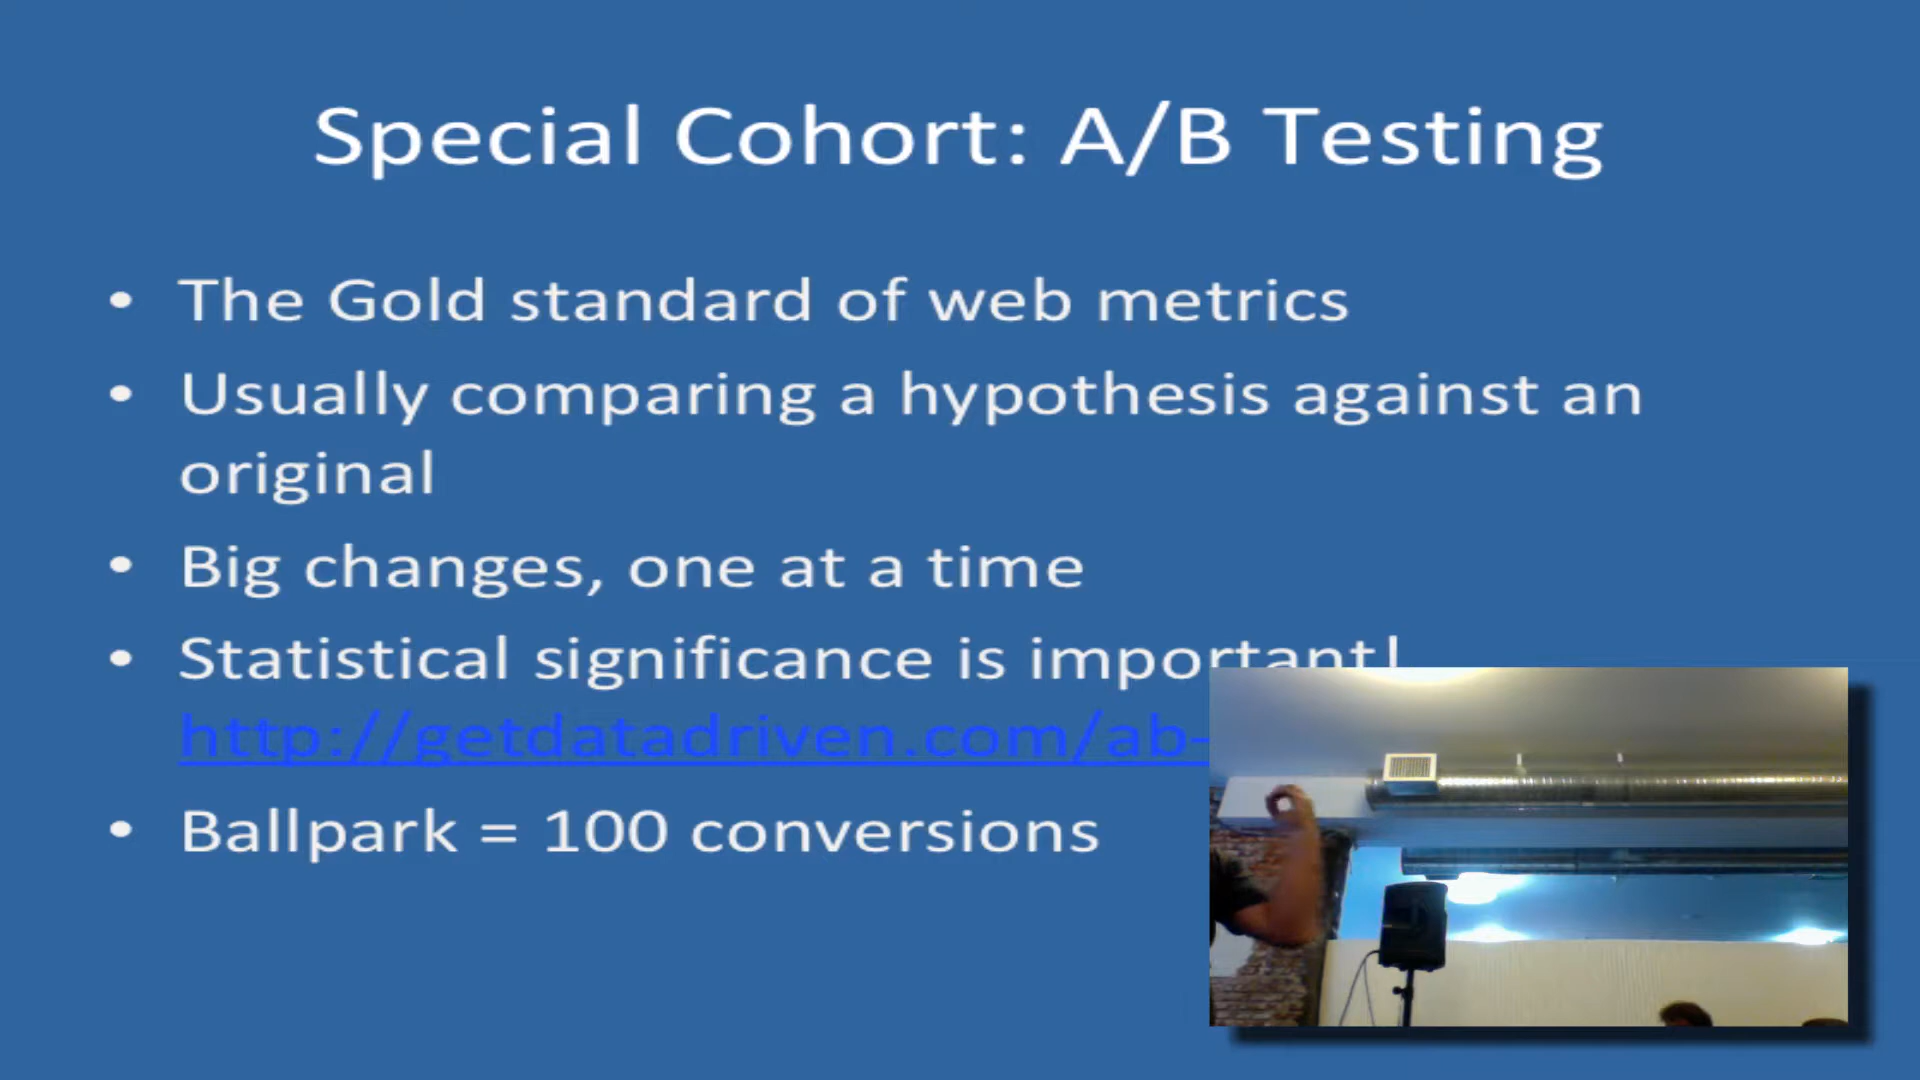 Special Cohort: A/B Testing
• The Gold standard of web metrics
• Usually comparing a hypothesis against an
original
• Big changes, one at a time
• Statistical significance is important!
http://getdatadriven.com/ab-
• Ballpark = 100 conversions